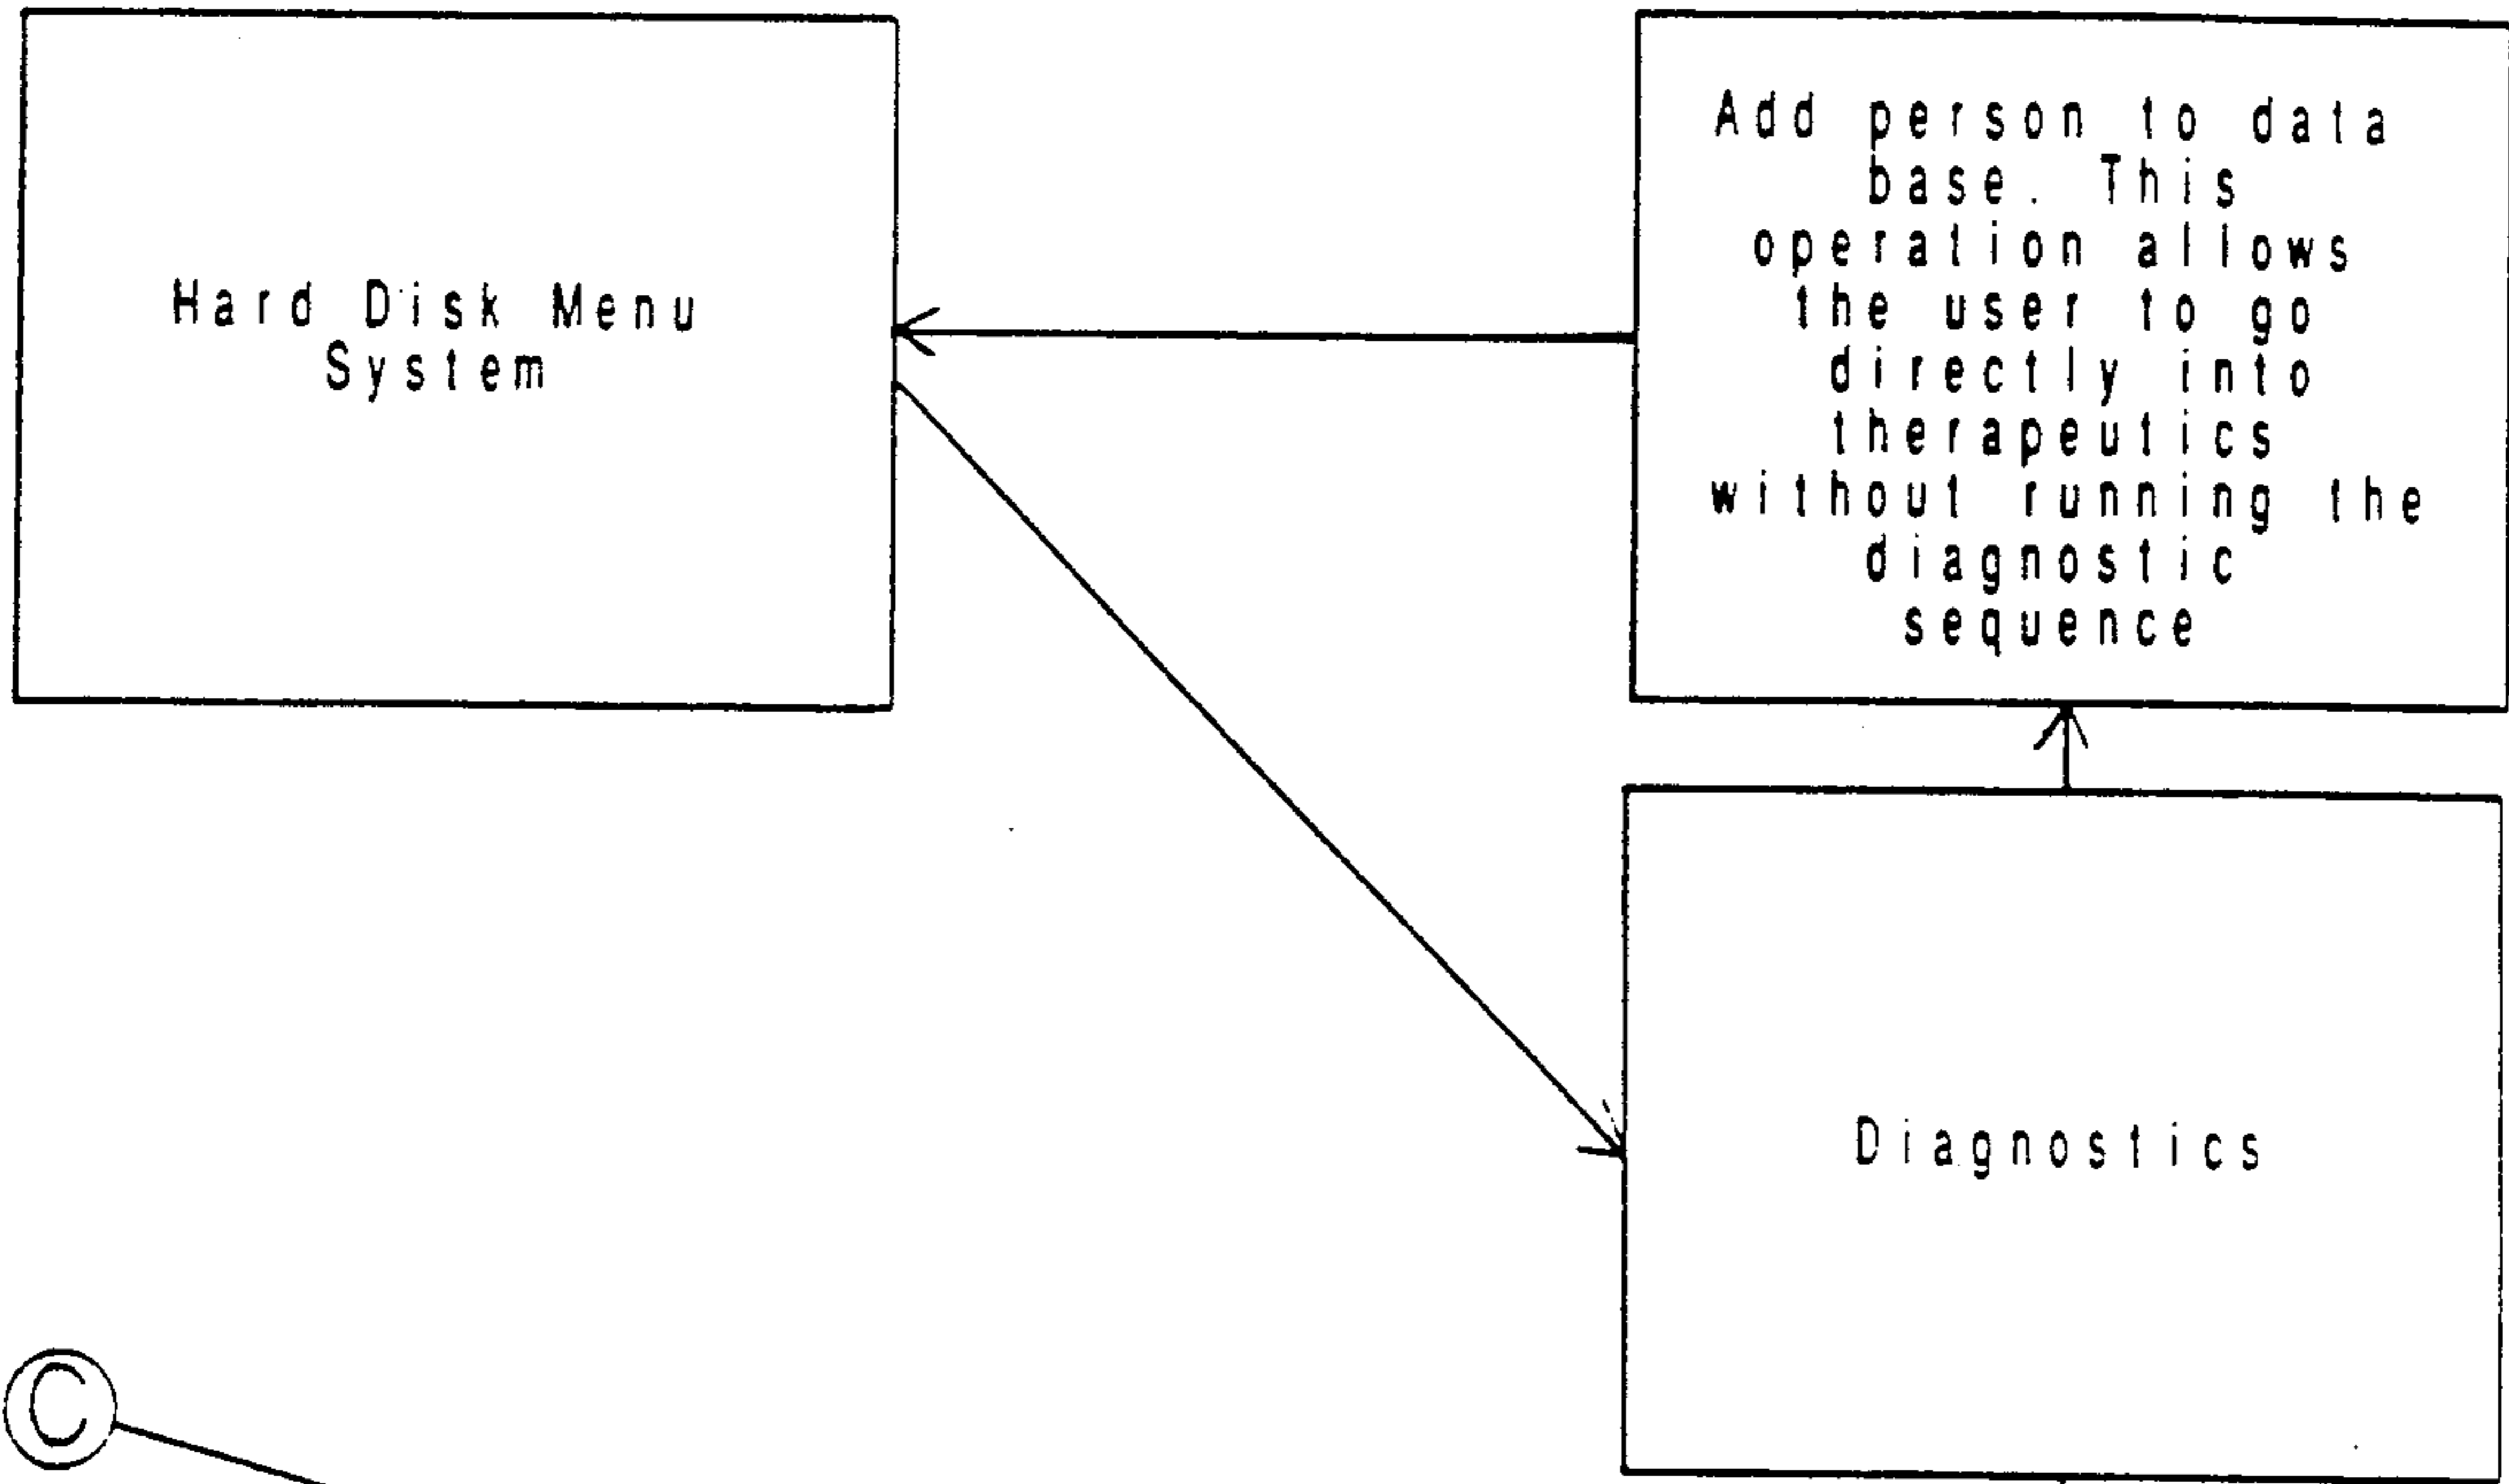 Hard Disk Menu
System
Add person to data
base. This
operation allows
the user to go
directly into
therapeutics
without running the
diagnostic
sequence
Diagnostics
C